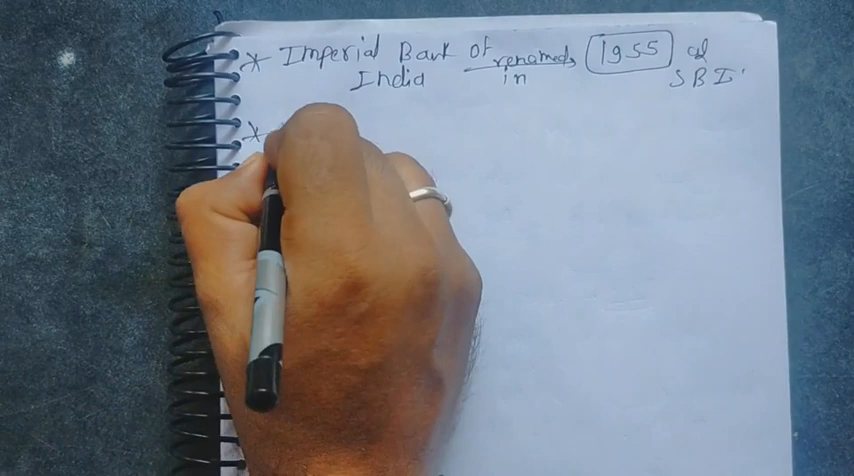 * Imperial Bank Of renamed 1955 as
India in SBI
*